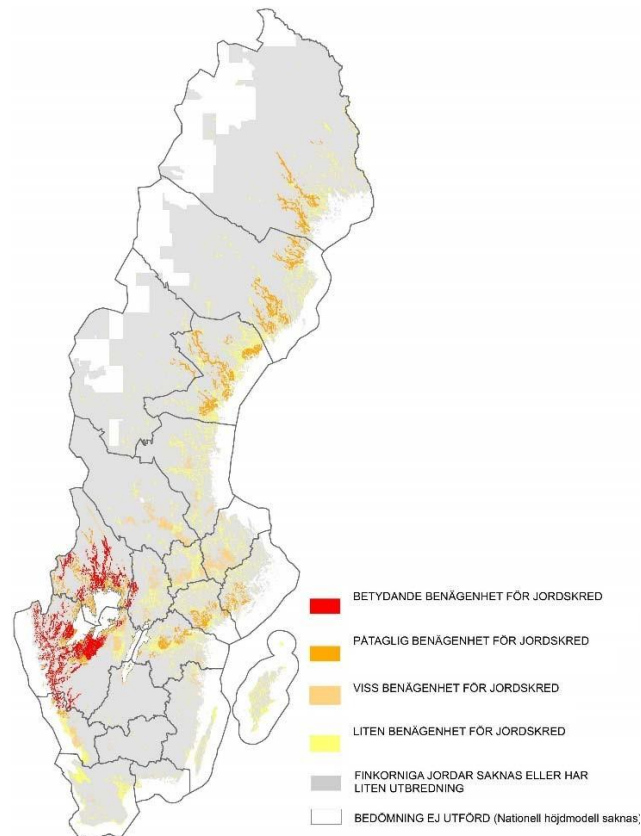 BETYDANDE BENÄGENHET FÖR JORDSKRED
PÅTAGLIG BENÄGENHET FÖR JORDSKRED
VISS BENÄGENHET FÖR JORDSKRED
LITEN BENÄGENHET FÖR JORDSKRED
FINKORNIGA JORDAR SAKNAS ELLER HAR
LITEN UTBREDNING
BEDÖMNING EJ UTFÖRD (Nationell höjdmodell saknas)